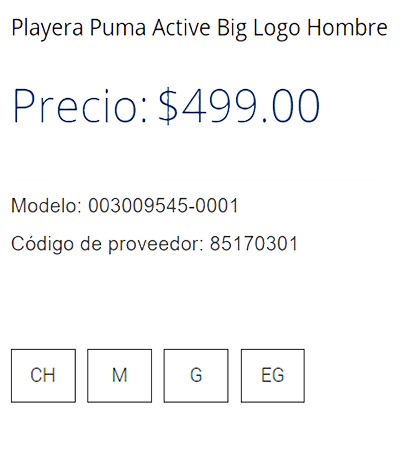 Playera Puma Active Big Logo Hombre
Precio: $499.00
Modelo: 003009545-0001
Código de proveedor: 85170301
CH M G EG